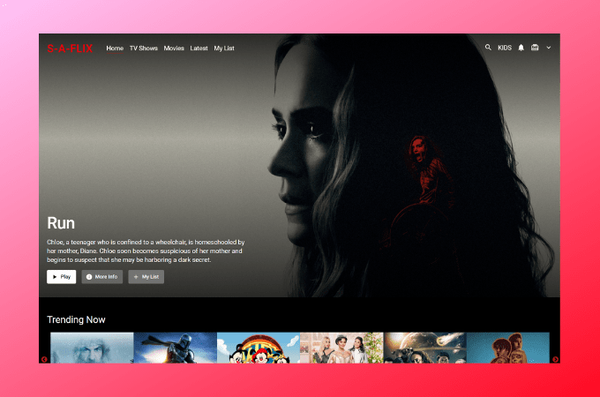 S-A-FLIX Home TV Shows Movies Latest My List KIDS
Run
Chloe, a teenager who is confined to a wheelchair, is homeschooled by
her mother, Diane. Chloe soon becomes suspicious of her mother and
begins to suspect that she may be harboring a dark secret.
Play More Info My List
Trending Now